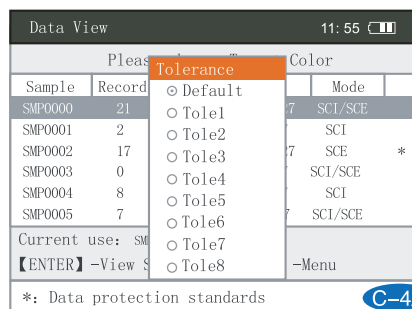 Data View 11: 55
Color
Tolerance
Sample Record Mode
Default
SMP0000 21 SCI/SCE
Tole1
SMP0001 2 SCI
Tole2
SMP0002 17 SCE *
Tole3
SMP0003 0 SCI/SCE
Tole4
SMP0004 8 SCI
Tole5
SMP0005 7 SCI/SCE
Tole6
Current use:
Tole7
【ENTER】 -View -Menu
Tole8
*: Data protection standards